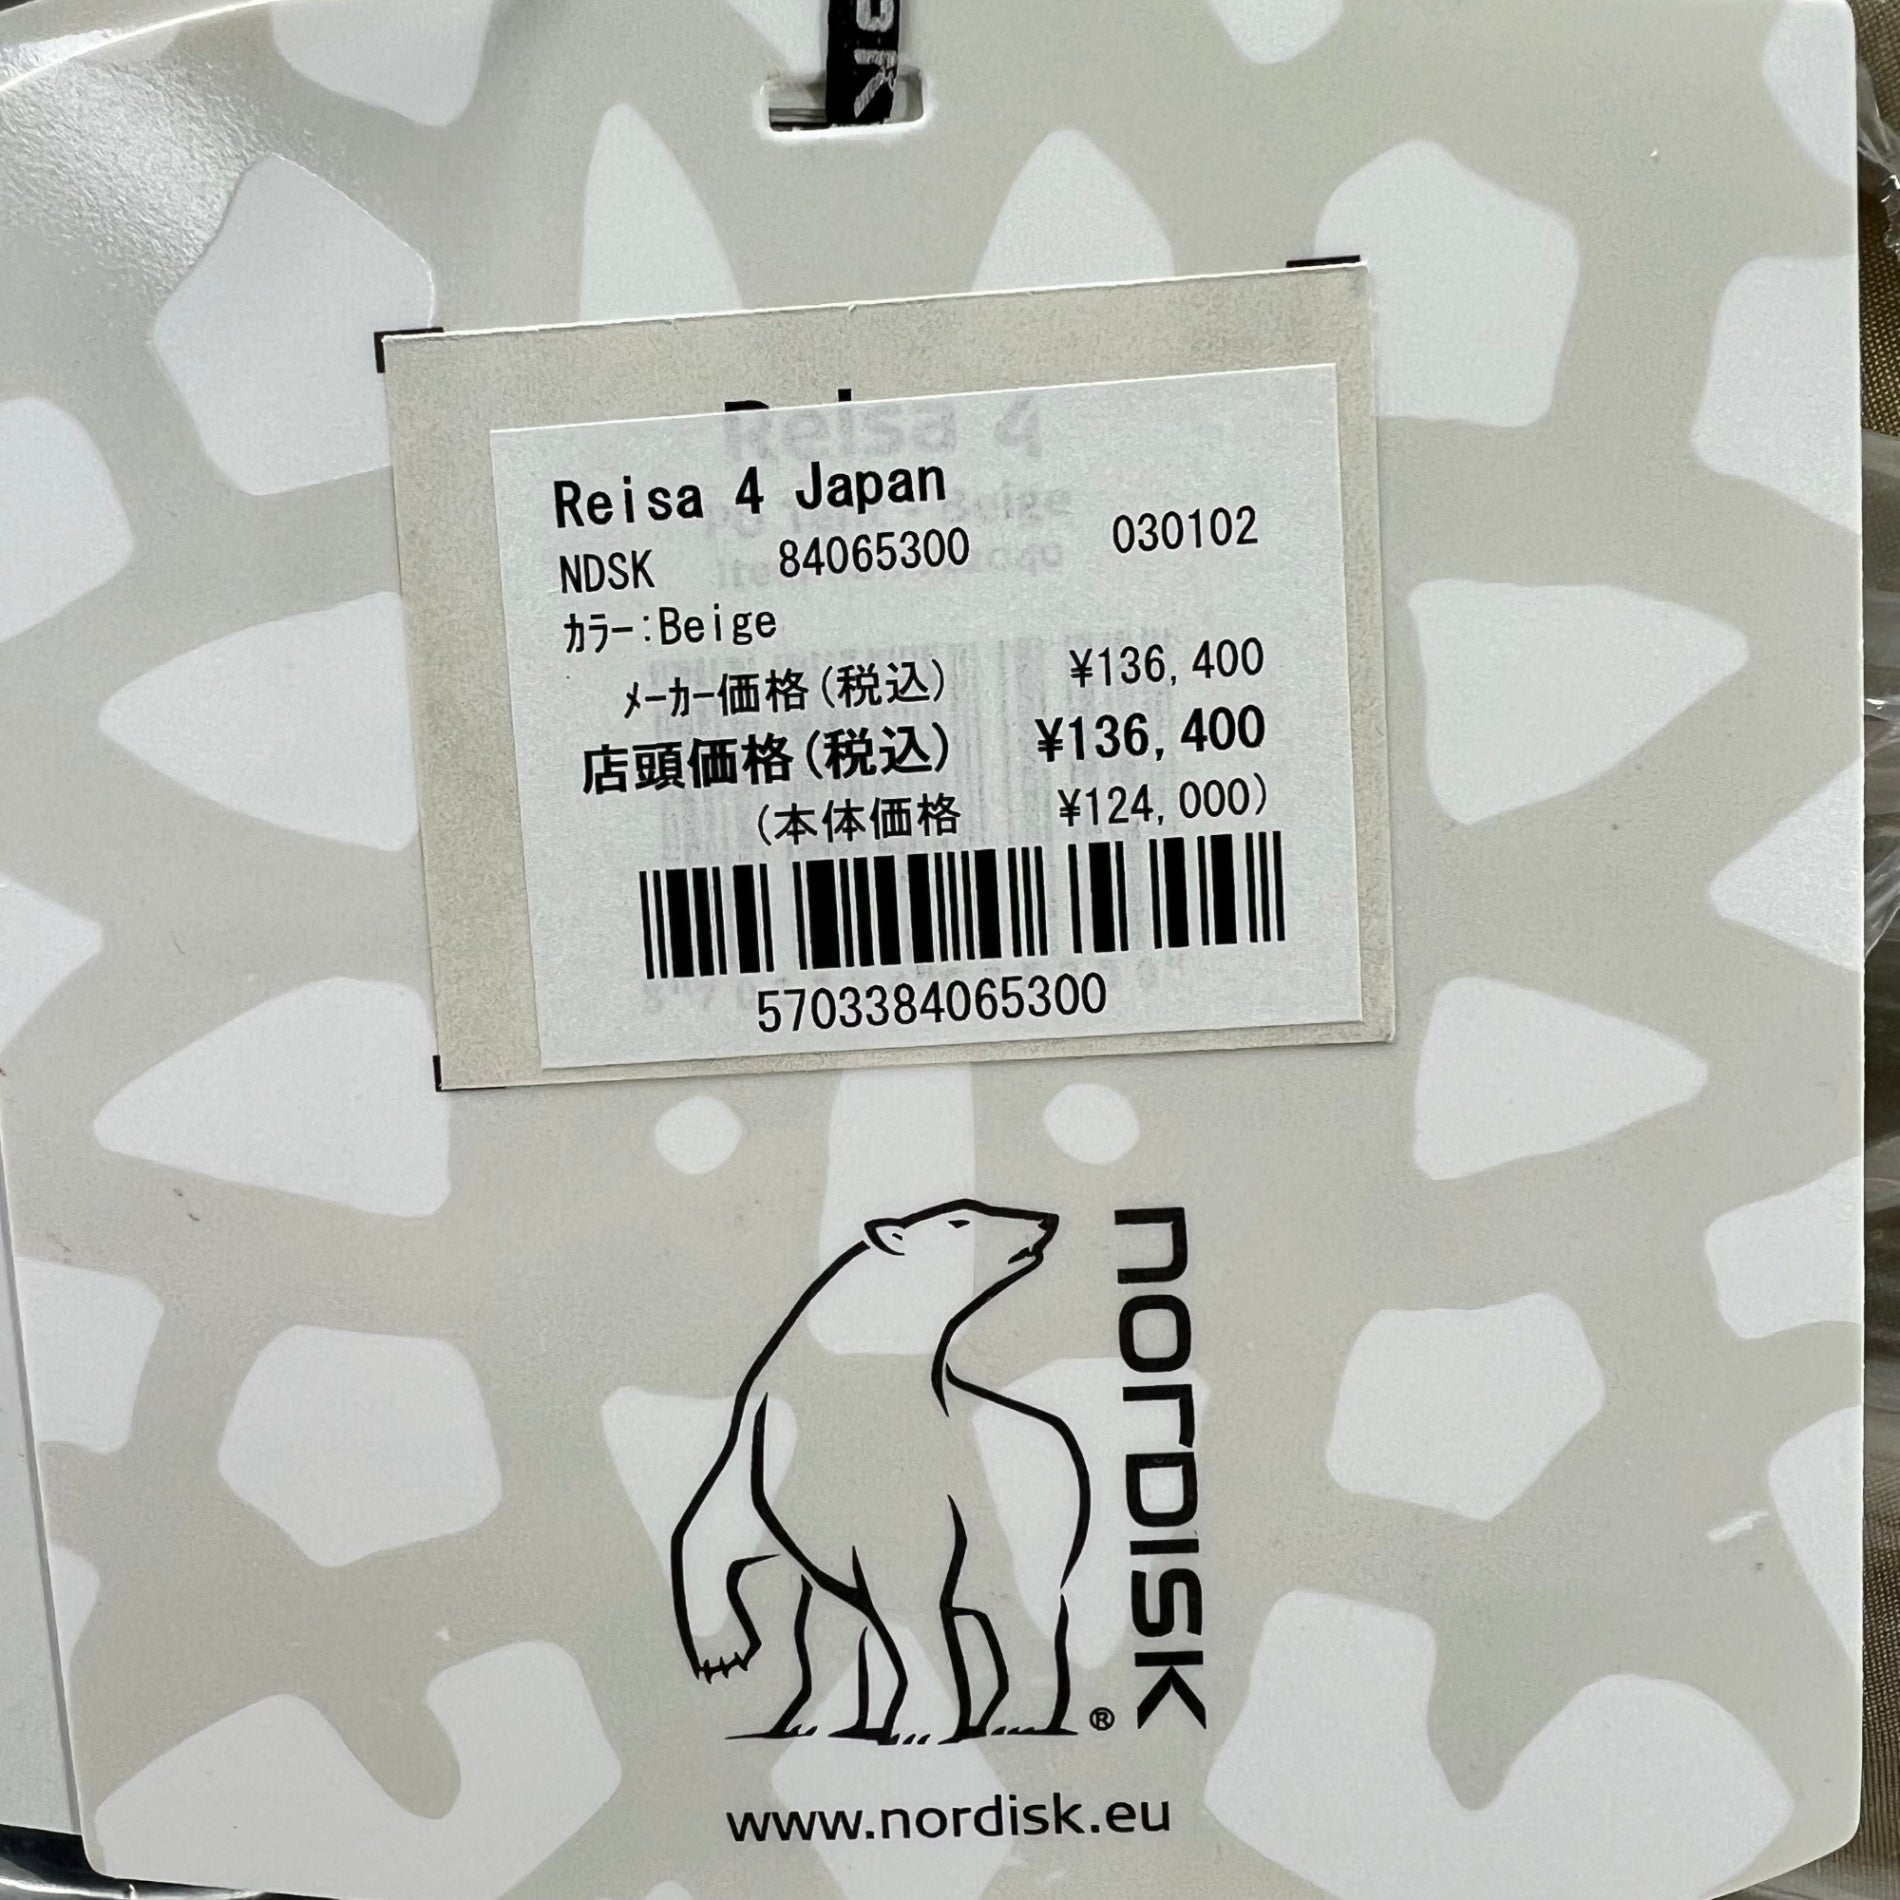 Reisa 4
Reisa 4 Japan
NDSK 84065300 030102
ｶﾗｰ:Beige
ﾒｰｶｰ価格(税込) ¥136,400
店頭価格(税込) ¥136,400
(本体価格 ¥124,000)
5703384065300
NORDISK®
www.nordisk.eu